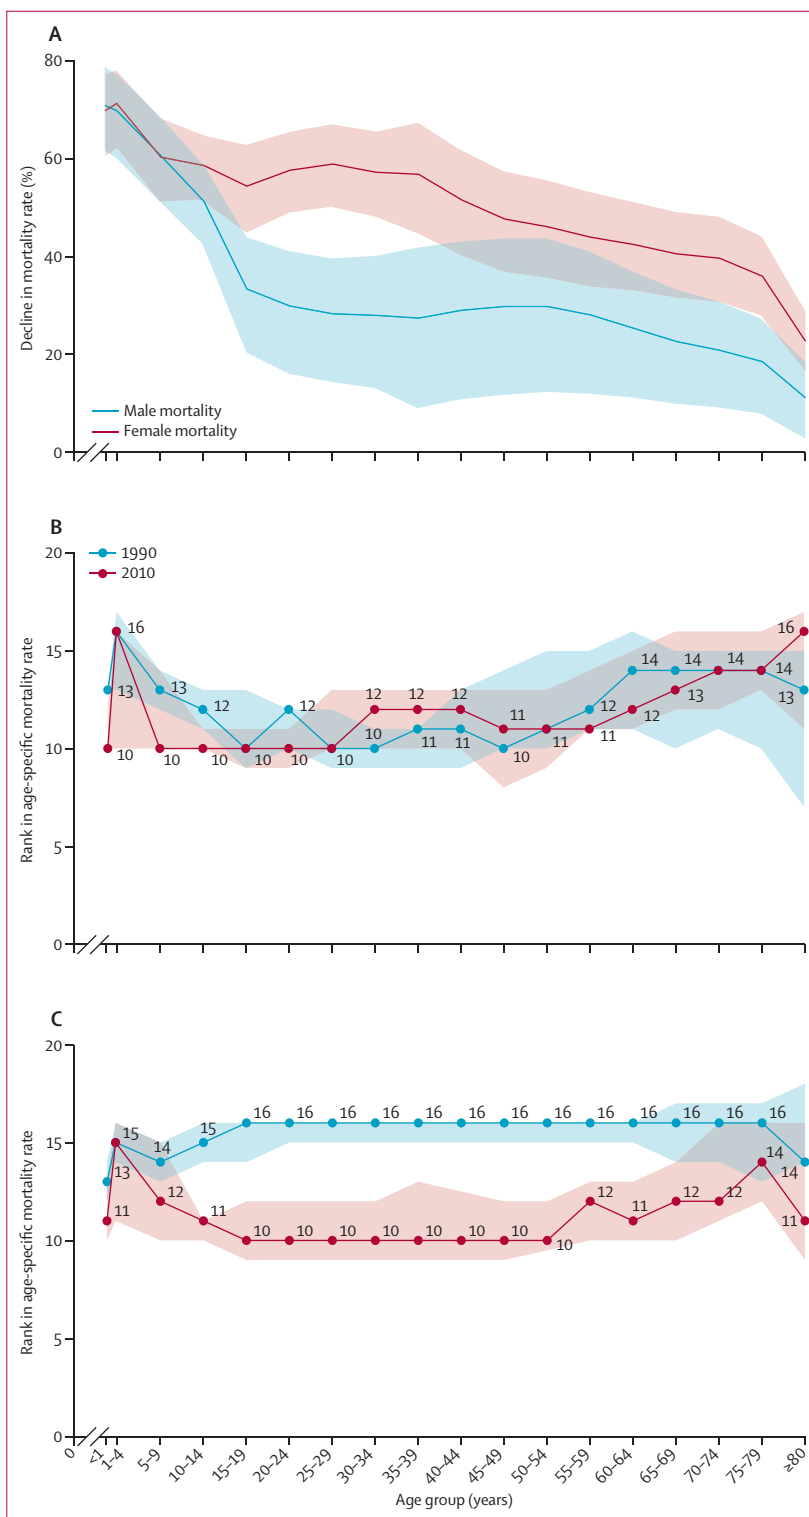 A
80
60
40
20
0
Decline in mortality rate (%)
Male mortality
Female mortality
B
1990
2010
20
15
10
5
0
Rank in age-specific mortality rate
13 16 13 12 10 12 10 10 11 11 10 11 12 14 14 14 14 13
10 10 10 10 10 12 12 12 11 11 12 13 16
C
20
15
10
5
0
Rank in age-specific mortality rate
13 15 14 15 16 16 16 16 16 16 16 16 16 16 16 16 16 14
11 12 11 10 10 10 10 10 10 10 10 12 11 12 12 14 11
0 <1 1–4 5–9 10–14 15–19 20–24 25–29 30–34 35–39 40–44 45–49 50–54 55–59 60–64 65–69 70–74 75–79 ≥80
Age group (years)